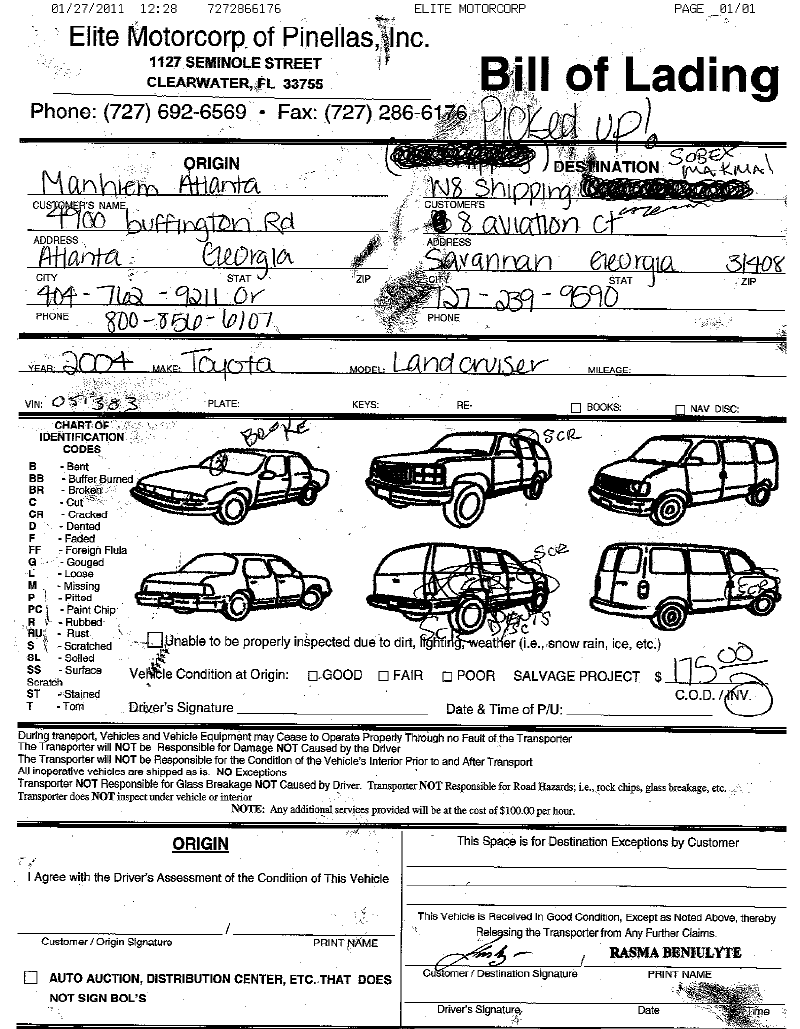 01/27/2011 12:28 7272866176 ELITE MOTORCORP PAGE 01/01
Elite Motorcorp of Pinellas, Inc.
1127 SEMINOLE STREET
CLEARWATER, FL 33755
Bill of Lading
Phone: (727) 692-6569 • Fax: (727) 286-6176
Picked up!
ORIGIN
Manhiem Atlanta
CUSTOMER'S NAME
4900 buffington Rd
ADDRESS
Atlanta Georgia
CITY STAT ZIP
404-762-9211 or
PHONE 800-856-6107
DESTINATION SOBEX
MAKMAL
W8 Shipping
CUSTOMER'S
8 aviation ct
ADDRESS
Savannah Georgia 31408
CITY STAT ZIP
727-239-9590
PHONE
YEAR: 2004 MAKE: Toyota MODEL: Landcruiser MILEAGE:
VIN: 051383 PLATE: KEYS: RE- BOOKS: NAV DISC:
CHART OF
IDENTIFICATION
CODES
B - Bent
BB - Buffer Burned
BR - Broken
C - Cut
CR - Cracked
D - Dented
F - Faded
FF - Foreign Flula
G - Gouged
L - Loose
M - Missing
P - Pitted
PC - Paint Chip
R - Rubbed
RU - Rust
S - Scratched
SL - Soiled
SS - Surface
Scratch
ST - Stained
T - Torn
BROKE
SCR
SCR
SCR
SCR
DENTS
Unable to be properly inspected due to dirt, lighting, weather (i.e., snow rain, ice, etc.)
Vehicle Condition at Origin: GOOD FAIR POOR SALVAGE PROJECT $ 175.00
C.O.D. / INV.
Driver's Signature Date & Time of P/U:
During transport, Vehicles and Vehicle Equipment may Cease to Operate Properly Through no Fault of the Transporter
The Transporter will NOT be Responsible for Damage NOT Caused by the Driver
The Transporter will NOT be Responsible for the Condition of the Vehicle's Interior Prior to and After Transport
All inoperative vehicles are shipped as is. NO Exceptions
Transporter NOT Responsible for Glass Breakage NOT Caused by Driver. Transporter NOT Responsible for Road Hazards; i.e., rock chips, glass breakage, etc.
Transporter does NOT inspect under vehicle or interior
NOTE: Any additional services provided will be at the cost of $100.00 per hour.
ORIGIN
I Agree with the Driver's Assessment of the Condition of This Vehicle
/
Customer / Origin Signature PRINT NAME
AUTO AUCTION, DISTRIBUTION CENTER, ETC. THAT DOES
NOT SIGN BOL'S
This Space is for Destination Exceptions by Customer
This Vehicle is Received In Good Condition, Except as Noted Above, thereby
Releasing the Transporter from Any Further Claims.
/ RASMA BENIULYTE
Customer / Destination Signature PRINT NAME
Driver's Signature Date Time